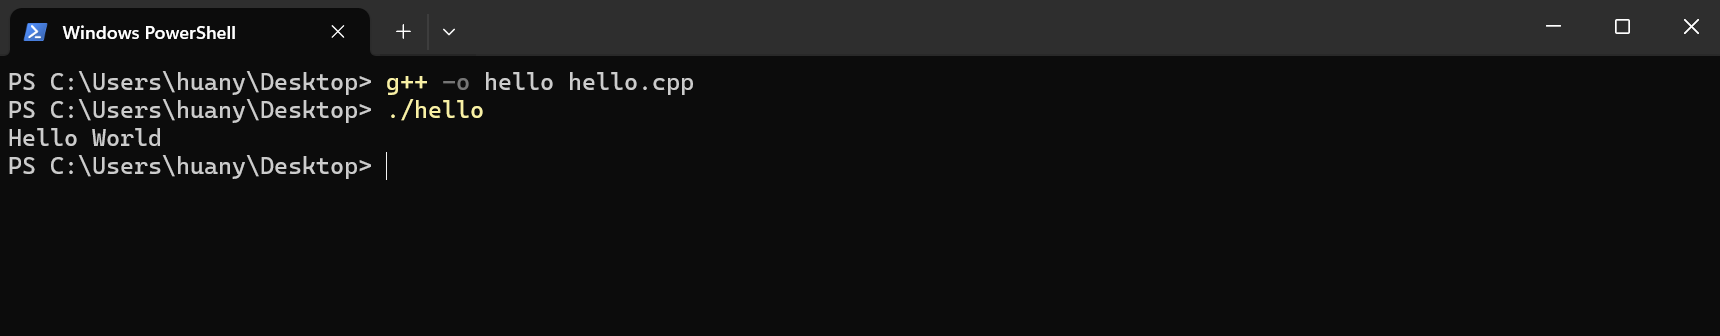 Windows PowerShell
PS C:\Users\huany\Desktop> g++ -o hello hello.cpp
PS C:\Users\huany\Desktop> ./hello
Hello World
PS C:\Users\huany\Desktop>